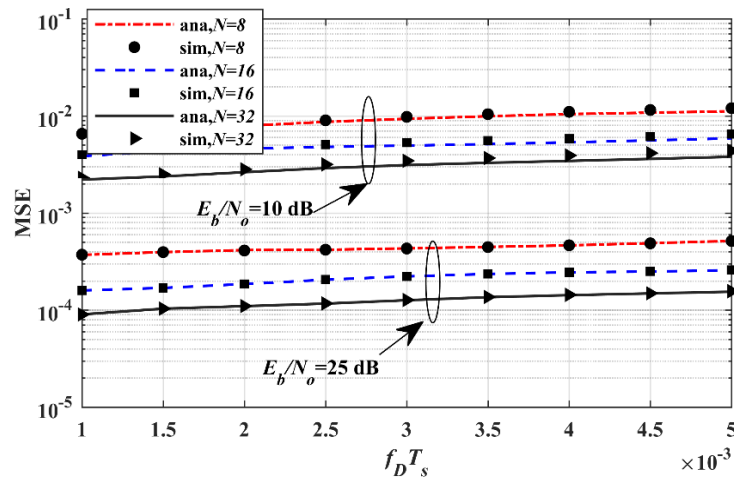 10^-1
ana,N=8
sim,N=8
ana,N=16
sim,N=16
ana,N=32
sim,N=32
10^-2
E_b/N_o=10 dB
MSE
10^-3
10^-4
E_b/N_o=25 dB
10^-5
1 1.5 2 2.5 3 3.5 4 4.5 5
f_D T_s ×10^-3